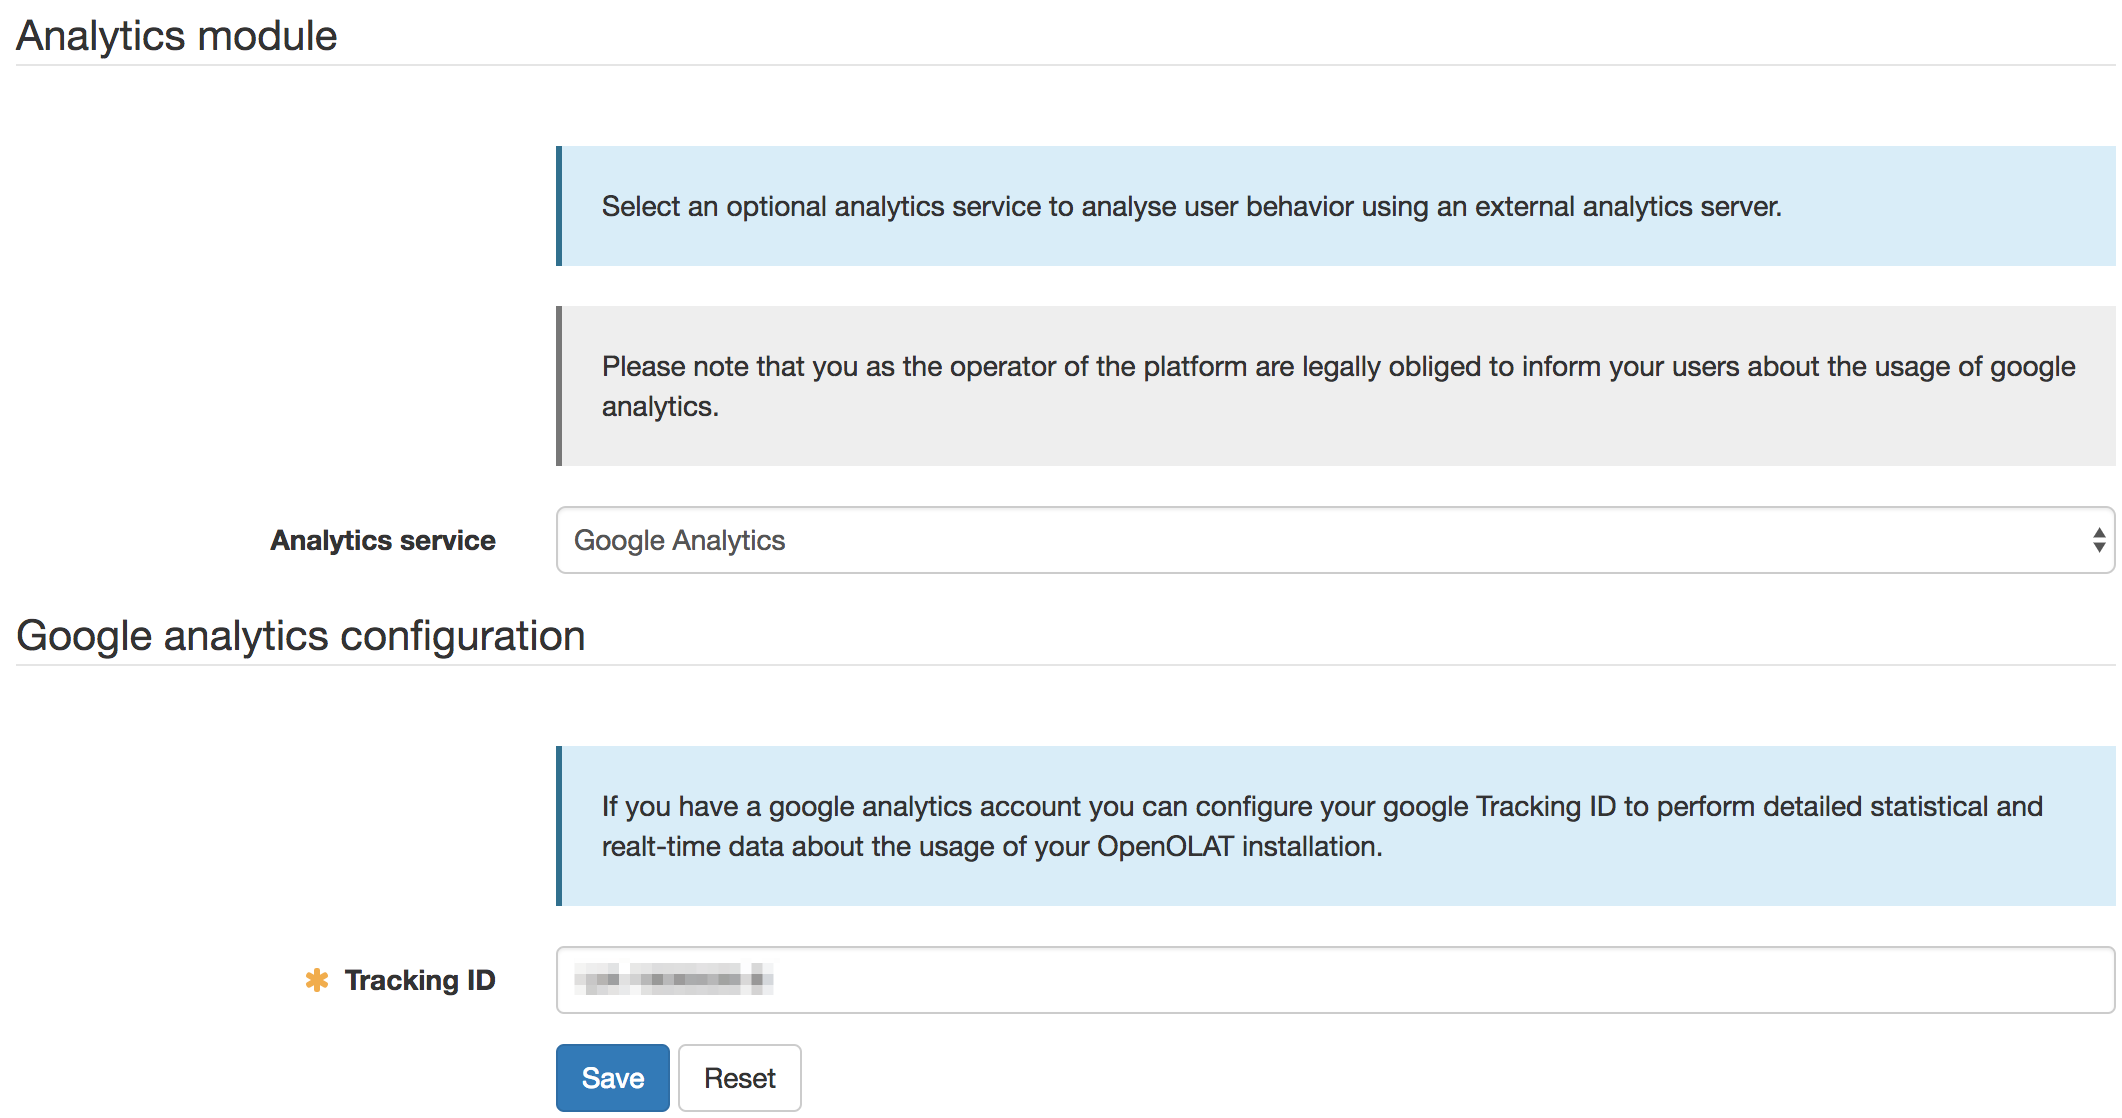 Analytics module
Select an optional analytics service to analyse user behavior using an external analytics server.
Please note that you as the operator of the platform are legally obliged to inform your users about the usage of google
analytics.
Analytics service
Google Analytics
Google analytics configuration
If you have a google analytics account you can configure your google Tracking ID to perform detailed statistical and
realt-time data about the usage of your OpenOLAT installation.
✱ Tracking ID
Save Reset